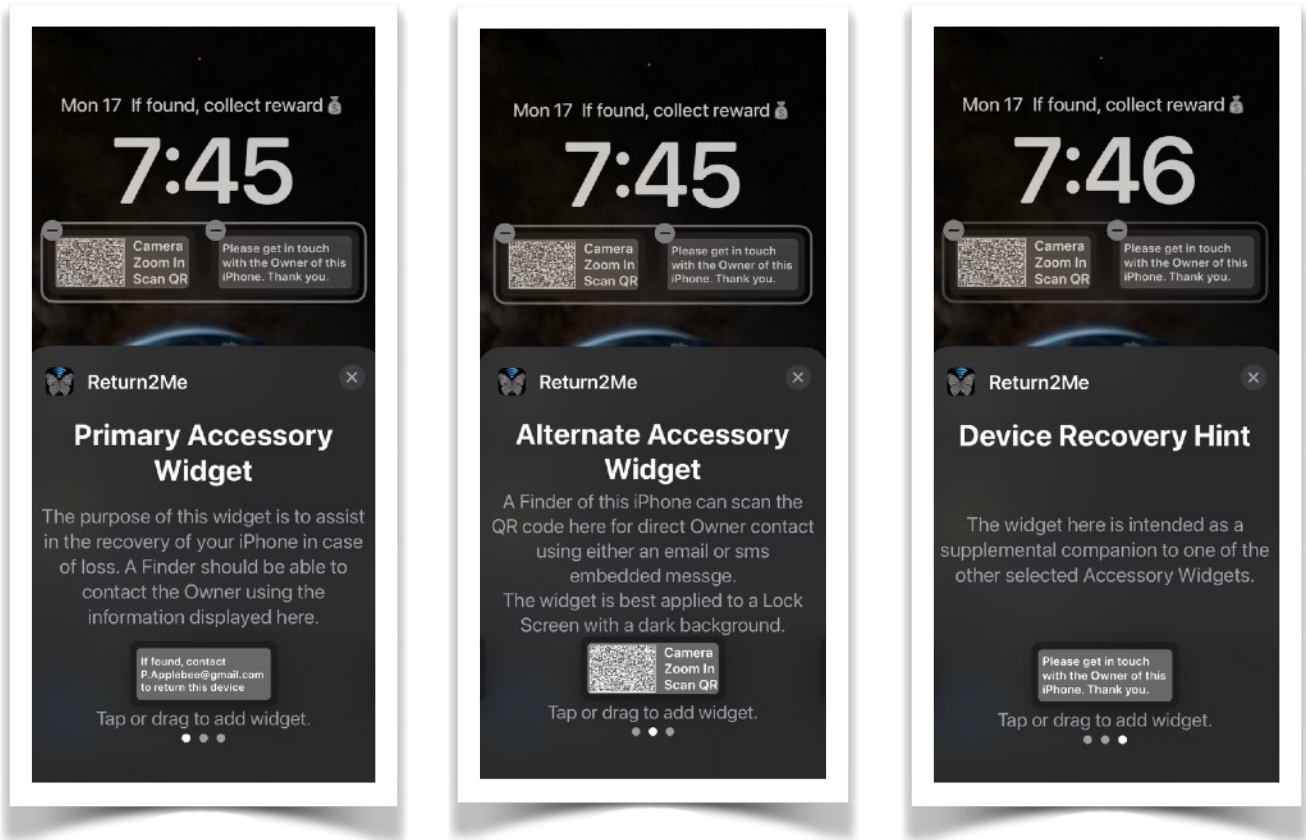 Mon 17 If found, collect reward
7:45
Camera
Zoom In
Scan QR
Please get in touch
with the Owner of this
iPhone. Thank you.
Return2Me
Primary Accessory
Widget
The purpose of this widget is to assist
in the recovery of your iPhone in case
of loss. A Finder should be able to
contact the Owner using the
information displayed here.
If found, contact
P.Applebee@gmail.com
to return this device
Tap or drag to add widget.
Mon 17 If found, collect reward
7:45
Camera
Zoom In
Scan QR
Please get in touch
with the Owner of this
iPhone. Thank you.
Return2Me
Alternate Accessory
Widget
A Finder of this iPhone can scan the
QR code here for direct Owner contact
using either an email or sms
embedded messge.
The widget is best applied to a Lock
Screen with a dark background.
Camera
Zoom In
Scan QR
Tap or drag to add widget.
Mon 17 If found, collect reward
7:46
Camera
Zoom In
Scan QR
Please get in touch
with the Owner of this
iPhone. Thank you.
Return2Me
Device Recovery Hint
The widget here is intended as a
supplemental companion to one of the
other selected Accessory Widgets.
Please get in touch
with the Owner of this
iPhone. Thank you.
Tap or drag to add widget.